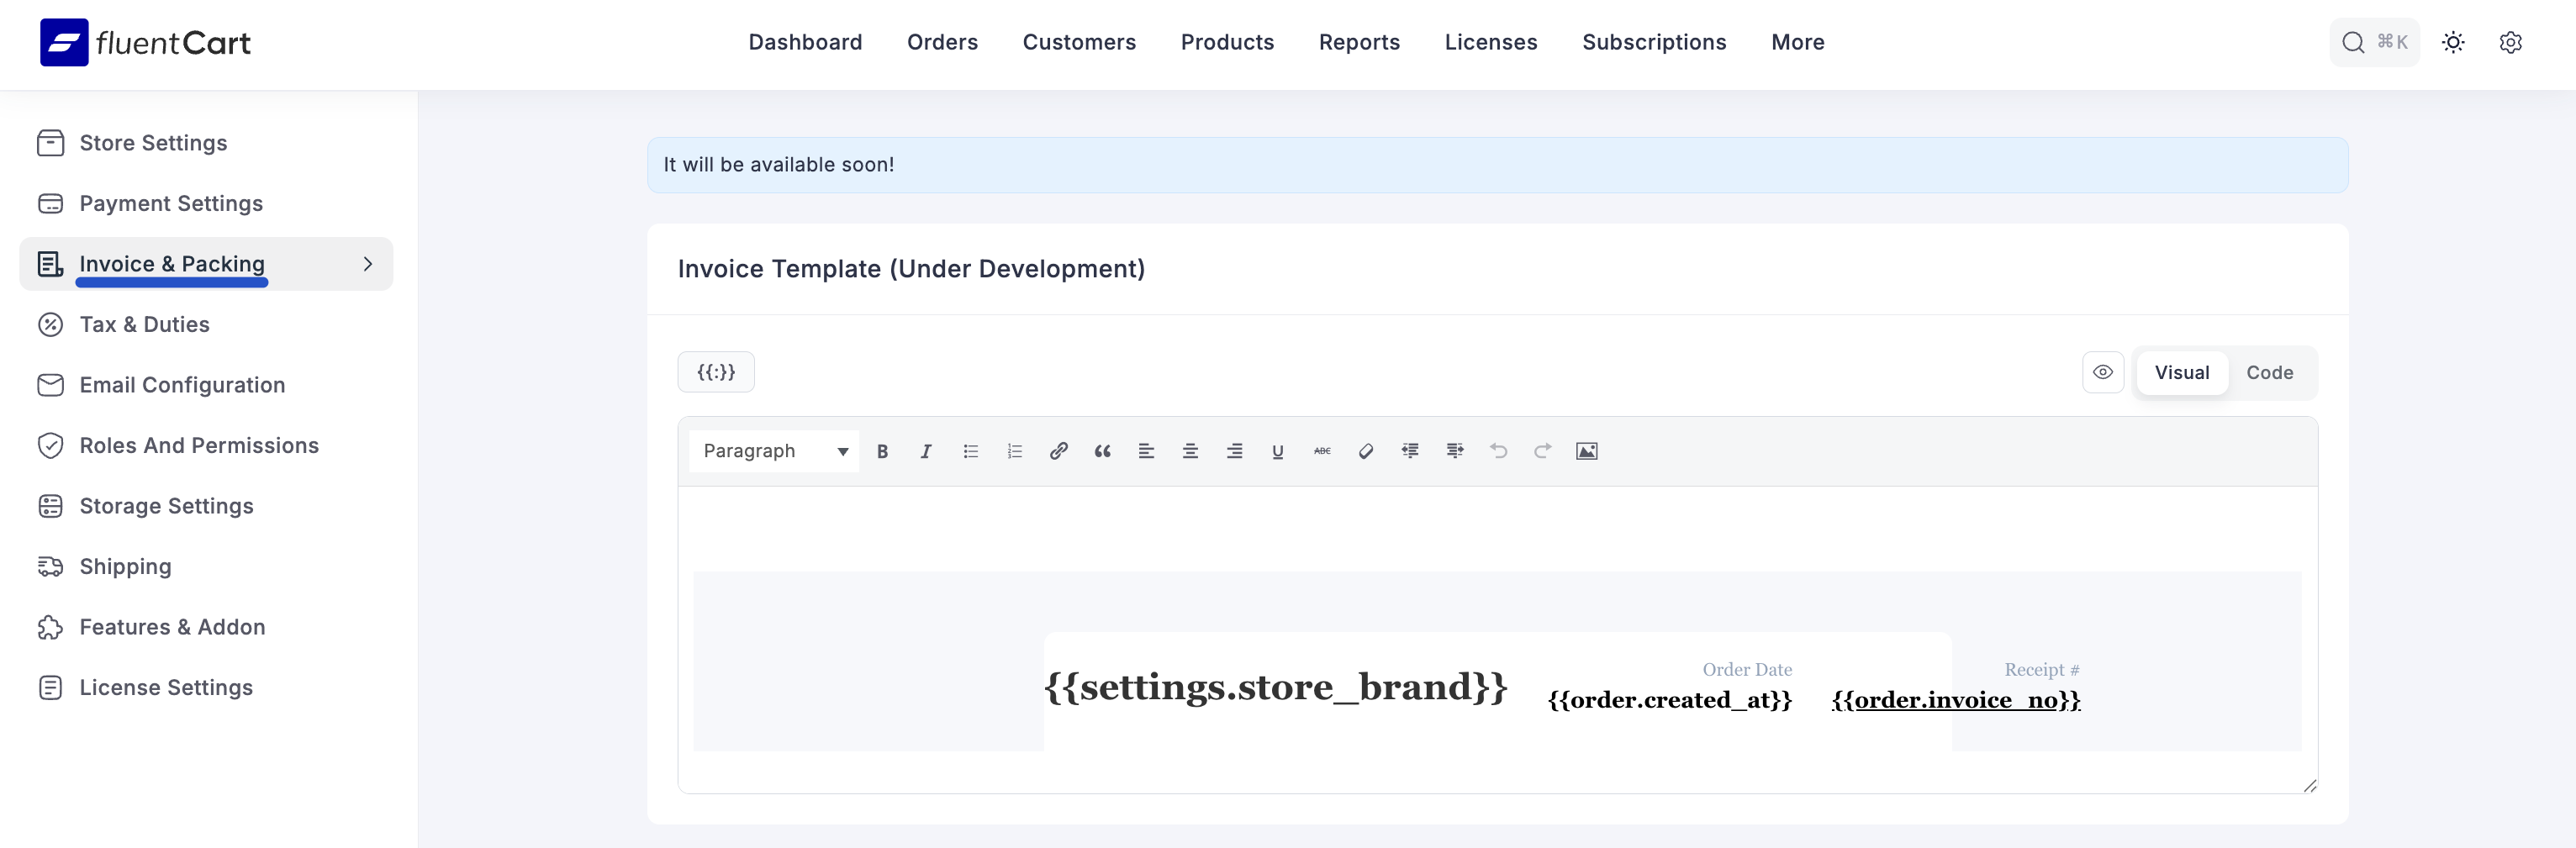 fluentCart
Dashboard Orders Customers Products Reports Licenses Subscriptions More
⌘K
Store Settings
Payment Settings
Invoice & Packing
Tax & Duties
Email Configuration
Roles And Permissions
Storage Settings
Shipping
Features & Addon
License Settings
It will be available soon!
Invoice Template (Under Development)
{{:}}
Visual Code
Paragraph B I U ABC
Order Date Receipt #
{{settings.store_brand}} {{order.created_at}} {{order.invoice_no}}